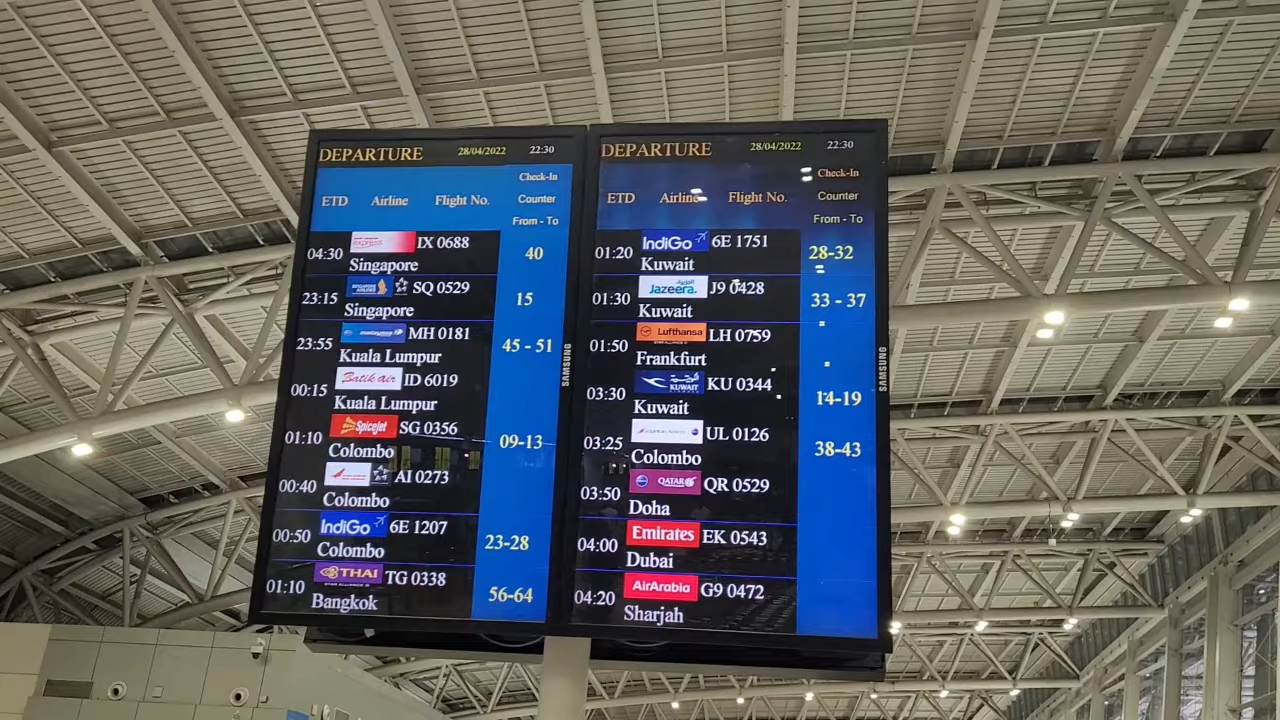 DEPARTURE 28/04/2022 22:30
Check-In
ETD Airline Flight No. Counter
From - To
04:30 express IX 0688 40
Singapore
23:15 SINGAPORE AIRLINES SQ 0529 15
Singapore
23:55 malaysia MH 0181 45 - 51
Kuala Lumpur
00:15 Batik air ID 6019
Kuala Lumpur
01:10 SpiceJet SG 0356 09-13
Colombo
00:40 AI 0273
Colombo
00:50 IndiGo 6E 1207 23-28
Colombo
01:10 THAI TG 0338 56-64
Bangkok
SAMSUNG
DEPARTURE 28/04/2022 22:30
Check-In
ETD Airline Flight No. Counter
From - To
01:20 IndiGo 6E 1751 28-32
Kuwait
01:30 الجزيرة Jazeera. J9 0428 33 - 37
Kuwait
01:50 Lufthansa LH 0759
Frankfurt
03:30 KUWAIT KU 0344 14-19
Kuwait
03:25 UL 0126 38-43
Colombo
03:50 QATAR QR 0529
Doha
04:00 Emirates EK 0543
Dubai
04:20 AirArabia G9 0472
Sharjah
SAMSUNG